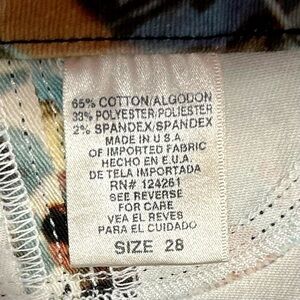 65% COTTON/ALGODON
33% POLYESTER/POLIESTER
2% SPANDEX/SPANDEX
MADE IN U.S.A.
OF IMPORTED FABRIC
HECHO EN E.U.A.
DE TELA IMPORTADA
RN# 124261
SEE REVERSE
FOR CARE
VEA EL REVES
PARA EL CUIDADO
SIZE 28